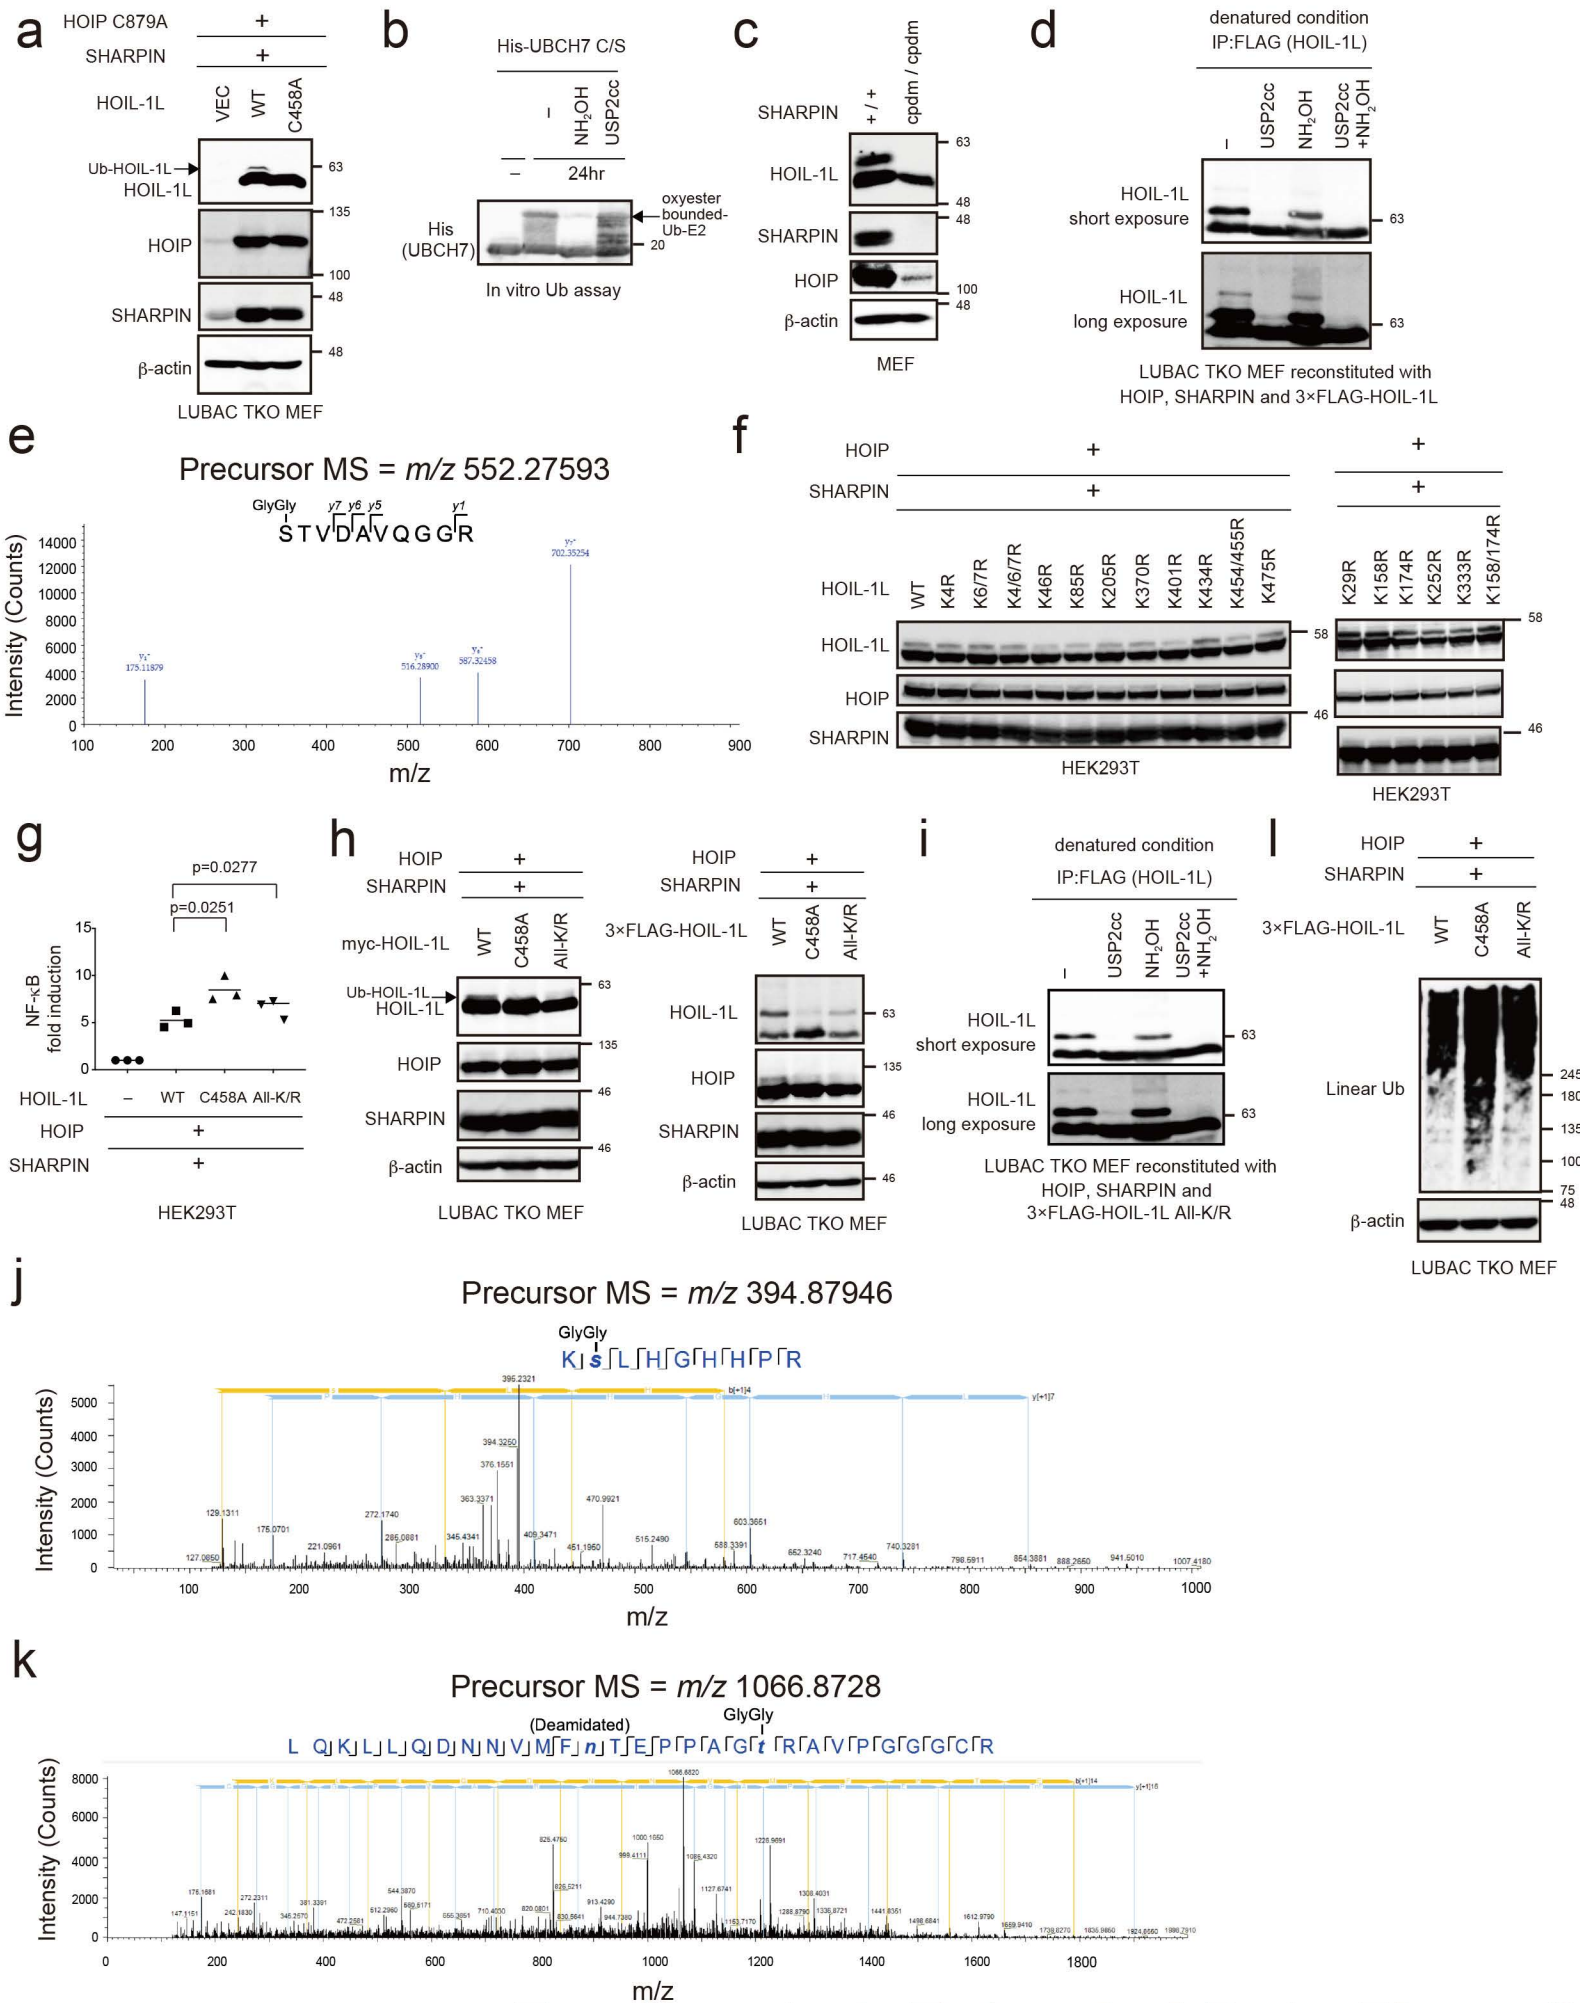 a
HOIP C879A +
SHARPIN +
HOIL-1L VEC WT C458A
Ub-HOIL-1L
HOIL-1L
63
HOIP
135
100
SHARPIN
48
β-actin
48
LUBAC TKO MEF
b
His-UBCH7 C/S
– – NH2OH USP2cc
24hr
His
(UBCH7)
oxyester
bounded-
Ub-E2
20
In vitro Ub assay
c
SHARPIN +/+ cpdm / cpdm
HOIL-1L
63
48
SHARPIN
48
HOIP
100
β-actin
48
MEF
d
denatured condition
IP:FLAG (HOIL-1L)
– USP2cc NH2OH USP2cc +NH2OH
HOIL-1L
short exposure
63
HOIL-1L
long exposure
63
LUBAC TKO MEF reconstituted with
HOIP, SHARPIN and 3×FLAG-HOIL-1L
e
Precursor MS = m/z 552.27593
GlyGly y7 y6 y5 y1
S T V D A V Q G G R
Intensity (Counts)
14000
12000
10000
8000
6000
4000
2000
0
175.11879
516.28900
587.32458
702.35254
100 200 300 400 500 600 700 800 900
m/z
f
HOIP + +
SHARPIN + +
HOIL-1L WT K4R K6/7R K4/6/7R K46R K85R K205R K370R K401R K434R K454/455R K475R
K29R K158R K174R K252R K333R K158/174R
HOIL-1L
58
58
HOIP
SHARPIN
46
46
HEK293T
HEK293T
g
p=0.0277
p=0.0251
NF-κB
fold induction
15
10
5
0
HOIL-1L – WT C458A All-K/R
HOIP +
SHARPIN +
HEK293T
h
HOIP +
SHARPIN +
myc-HOIL-1L WT C458A All-K/R
Ub-HOIL-1L
HOIL-1L
63
HOIP
135
SHARPIN
46
β-actin
46
LUBAC TKO MEF
HOIP +
SHARPIN +
3×FLAG-HOIL-1L WT C458A All-K/R
HOIL-1L
63
HOIP
135
SHARPIN
46
β-actin
46
LUBAC TKO MEF
i
denatured condition
IP:FLAG (HOIL-1L)
– USP2cc NH2OH USP2cc +NH2OH
HOIL-1L
short exposure
63
HOIL-1L
long exposure
63
LUBAC TKO MEF reconstituted with
HOIP, SHARPIN and
3×FLAG-HOIL-1L All-K/R
l
HOIP +
SHARPIN +
3×FLAG-HOIL-1L WT C458A All-K/R
Linear Ub
245
180
135
100
75
β-actin
48
LUBAC TKO MEF
j
Precursor MS = m/z 394.87946
GlyGly
K s L H G H H P R
Intensity (Counts)
5000
4000
3000
2000
1000
0
100 200 300 400 500 600 700 800 900 1000
m/z
k
Precursor MS = m/z 1066.8728
(Deamidated) GlyGly
L Q K L L Q D N N V M F n T E P P A G t R A V P G G G C R
Intensity (Counts)
8000
6000
4000
2000
0
0 200 400 600 800 1000 1200 1400 1600 1800
m/z